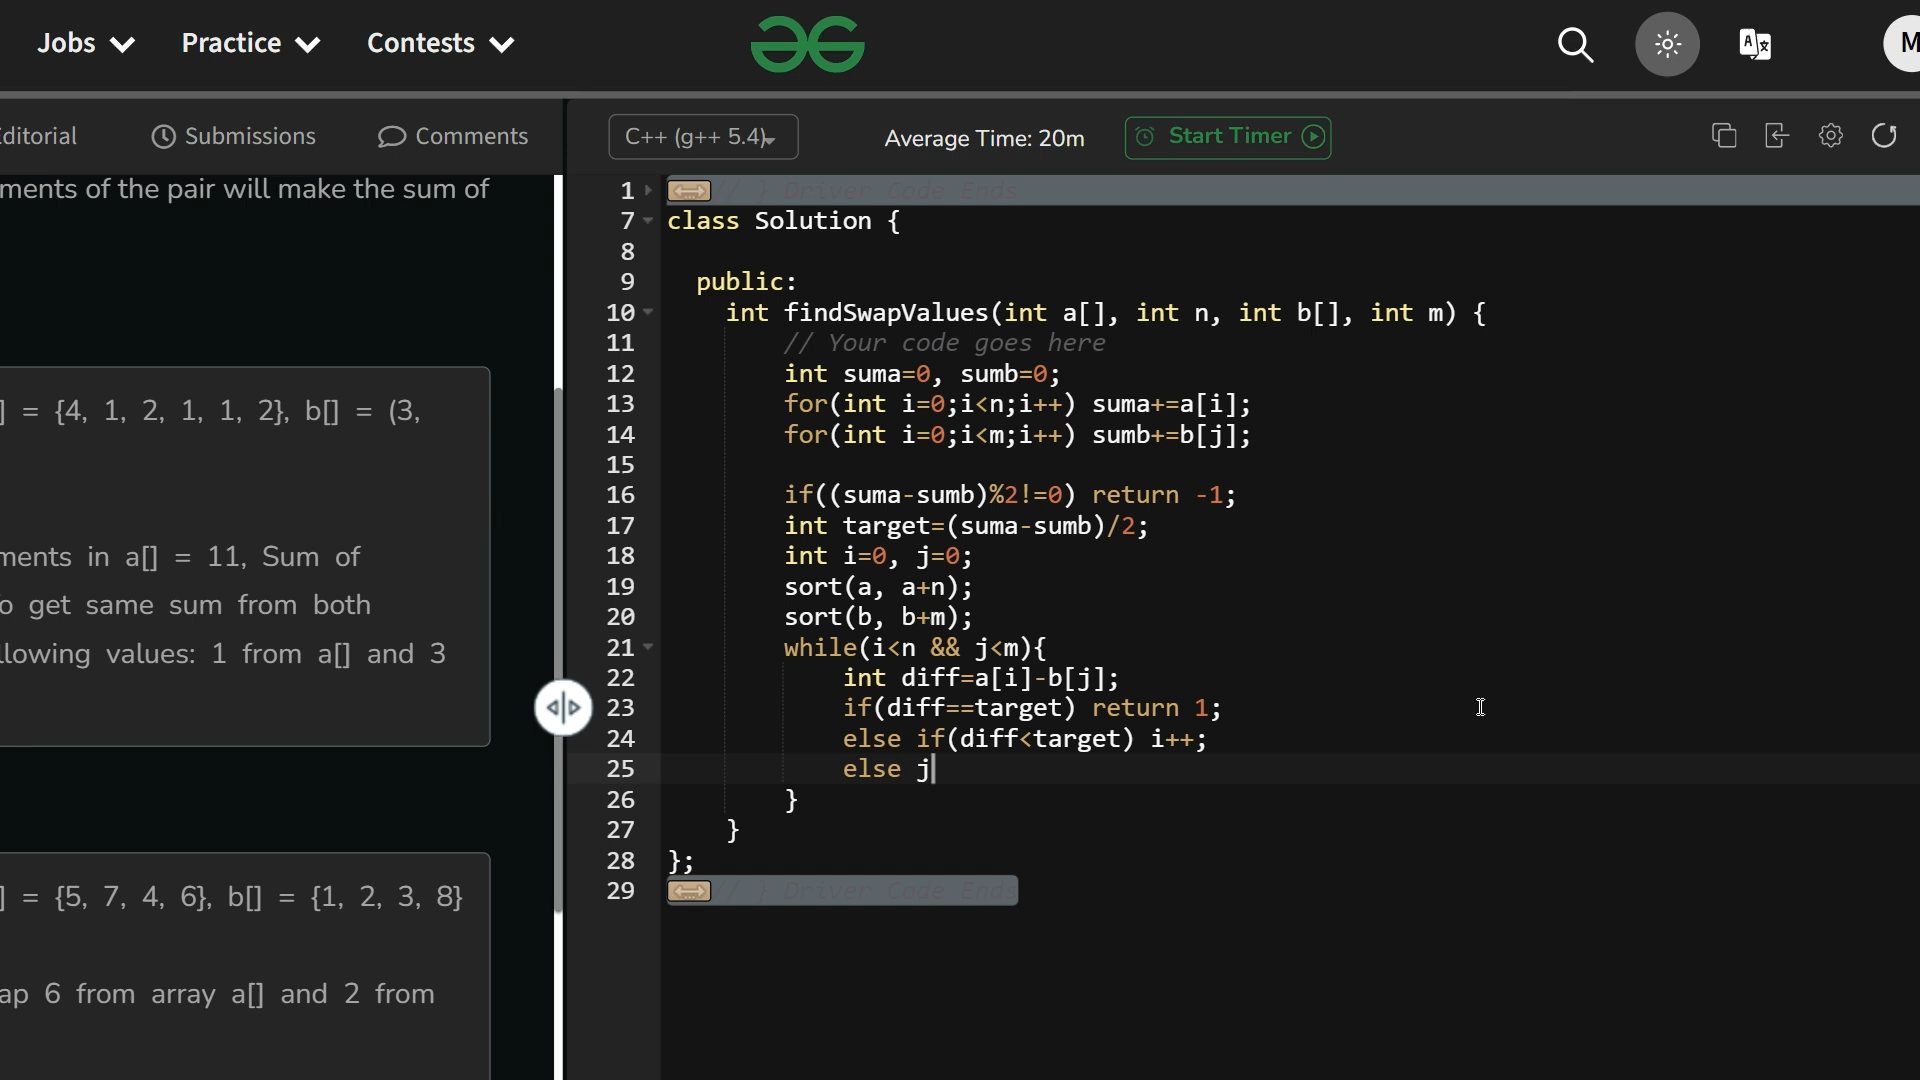 Jobs Practice Contests
Editorial Submissions Comments
C++ (g++ 5.4) Average Time: 20m Start Timer
ments of the pair will make the sum of
] = {4, 1, 2, 1, 1, 2}, b[] = (3,
ments in a[] = 11, Sum of
o get same sum from both
llowing values: 1 from a[] and 3
] = {5, 7, 4, 6}, b[] = {1, 2, 3, 8}
ap 6 from array a[] and 2 from
1 // } Driver Code Ends
7 class Solution {
8
9 public:
10 int findSwapValues(int a[], int n, int b[], int m) {
11 // Your code goes here
12 int suma=0, sumb=0;
13 for(int i=0;i<n;i++) suma+=a[i];
14 for(int i=0;i<m;i++) sumb+=b[j];
15
16 if((suma-sumb)%2!=0) return -1;
17 int target=(suma-sumb)/2;
18 int i=0, j=0;
19 sort(a, a+n);
20 sort(b, b+m);
21 while(i<n && j<m){
22 int diff=a[i]-b[j];
23 if(diff==target) return 1;
24 else if(diff<target) i++;
25 else j
26 }
27 }
28 };
29 // } Driver Code Ends
M